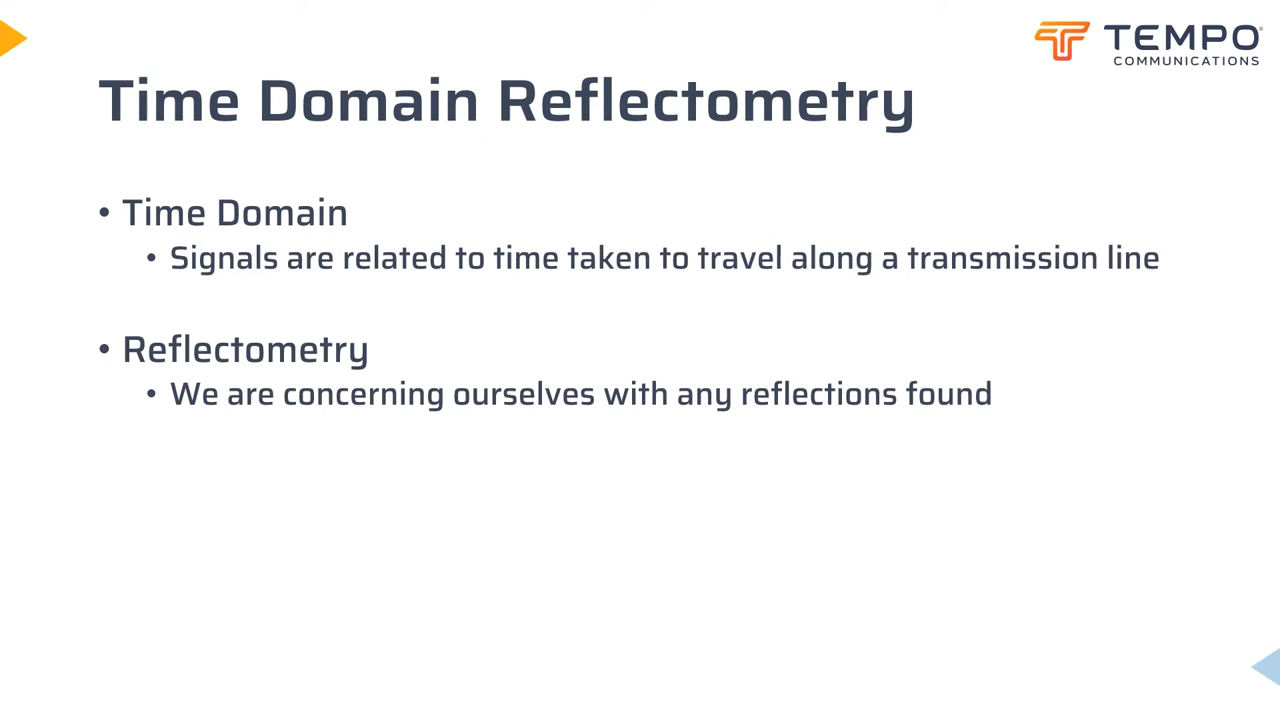 TEMPO
COMMUNICATIONS
Time Domain Reflectometry
• Time Domain
• Signals are related to time taken to travel along a transmission line
• Reflectometry
• We are concerning ourselves with any reflections found